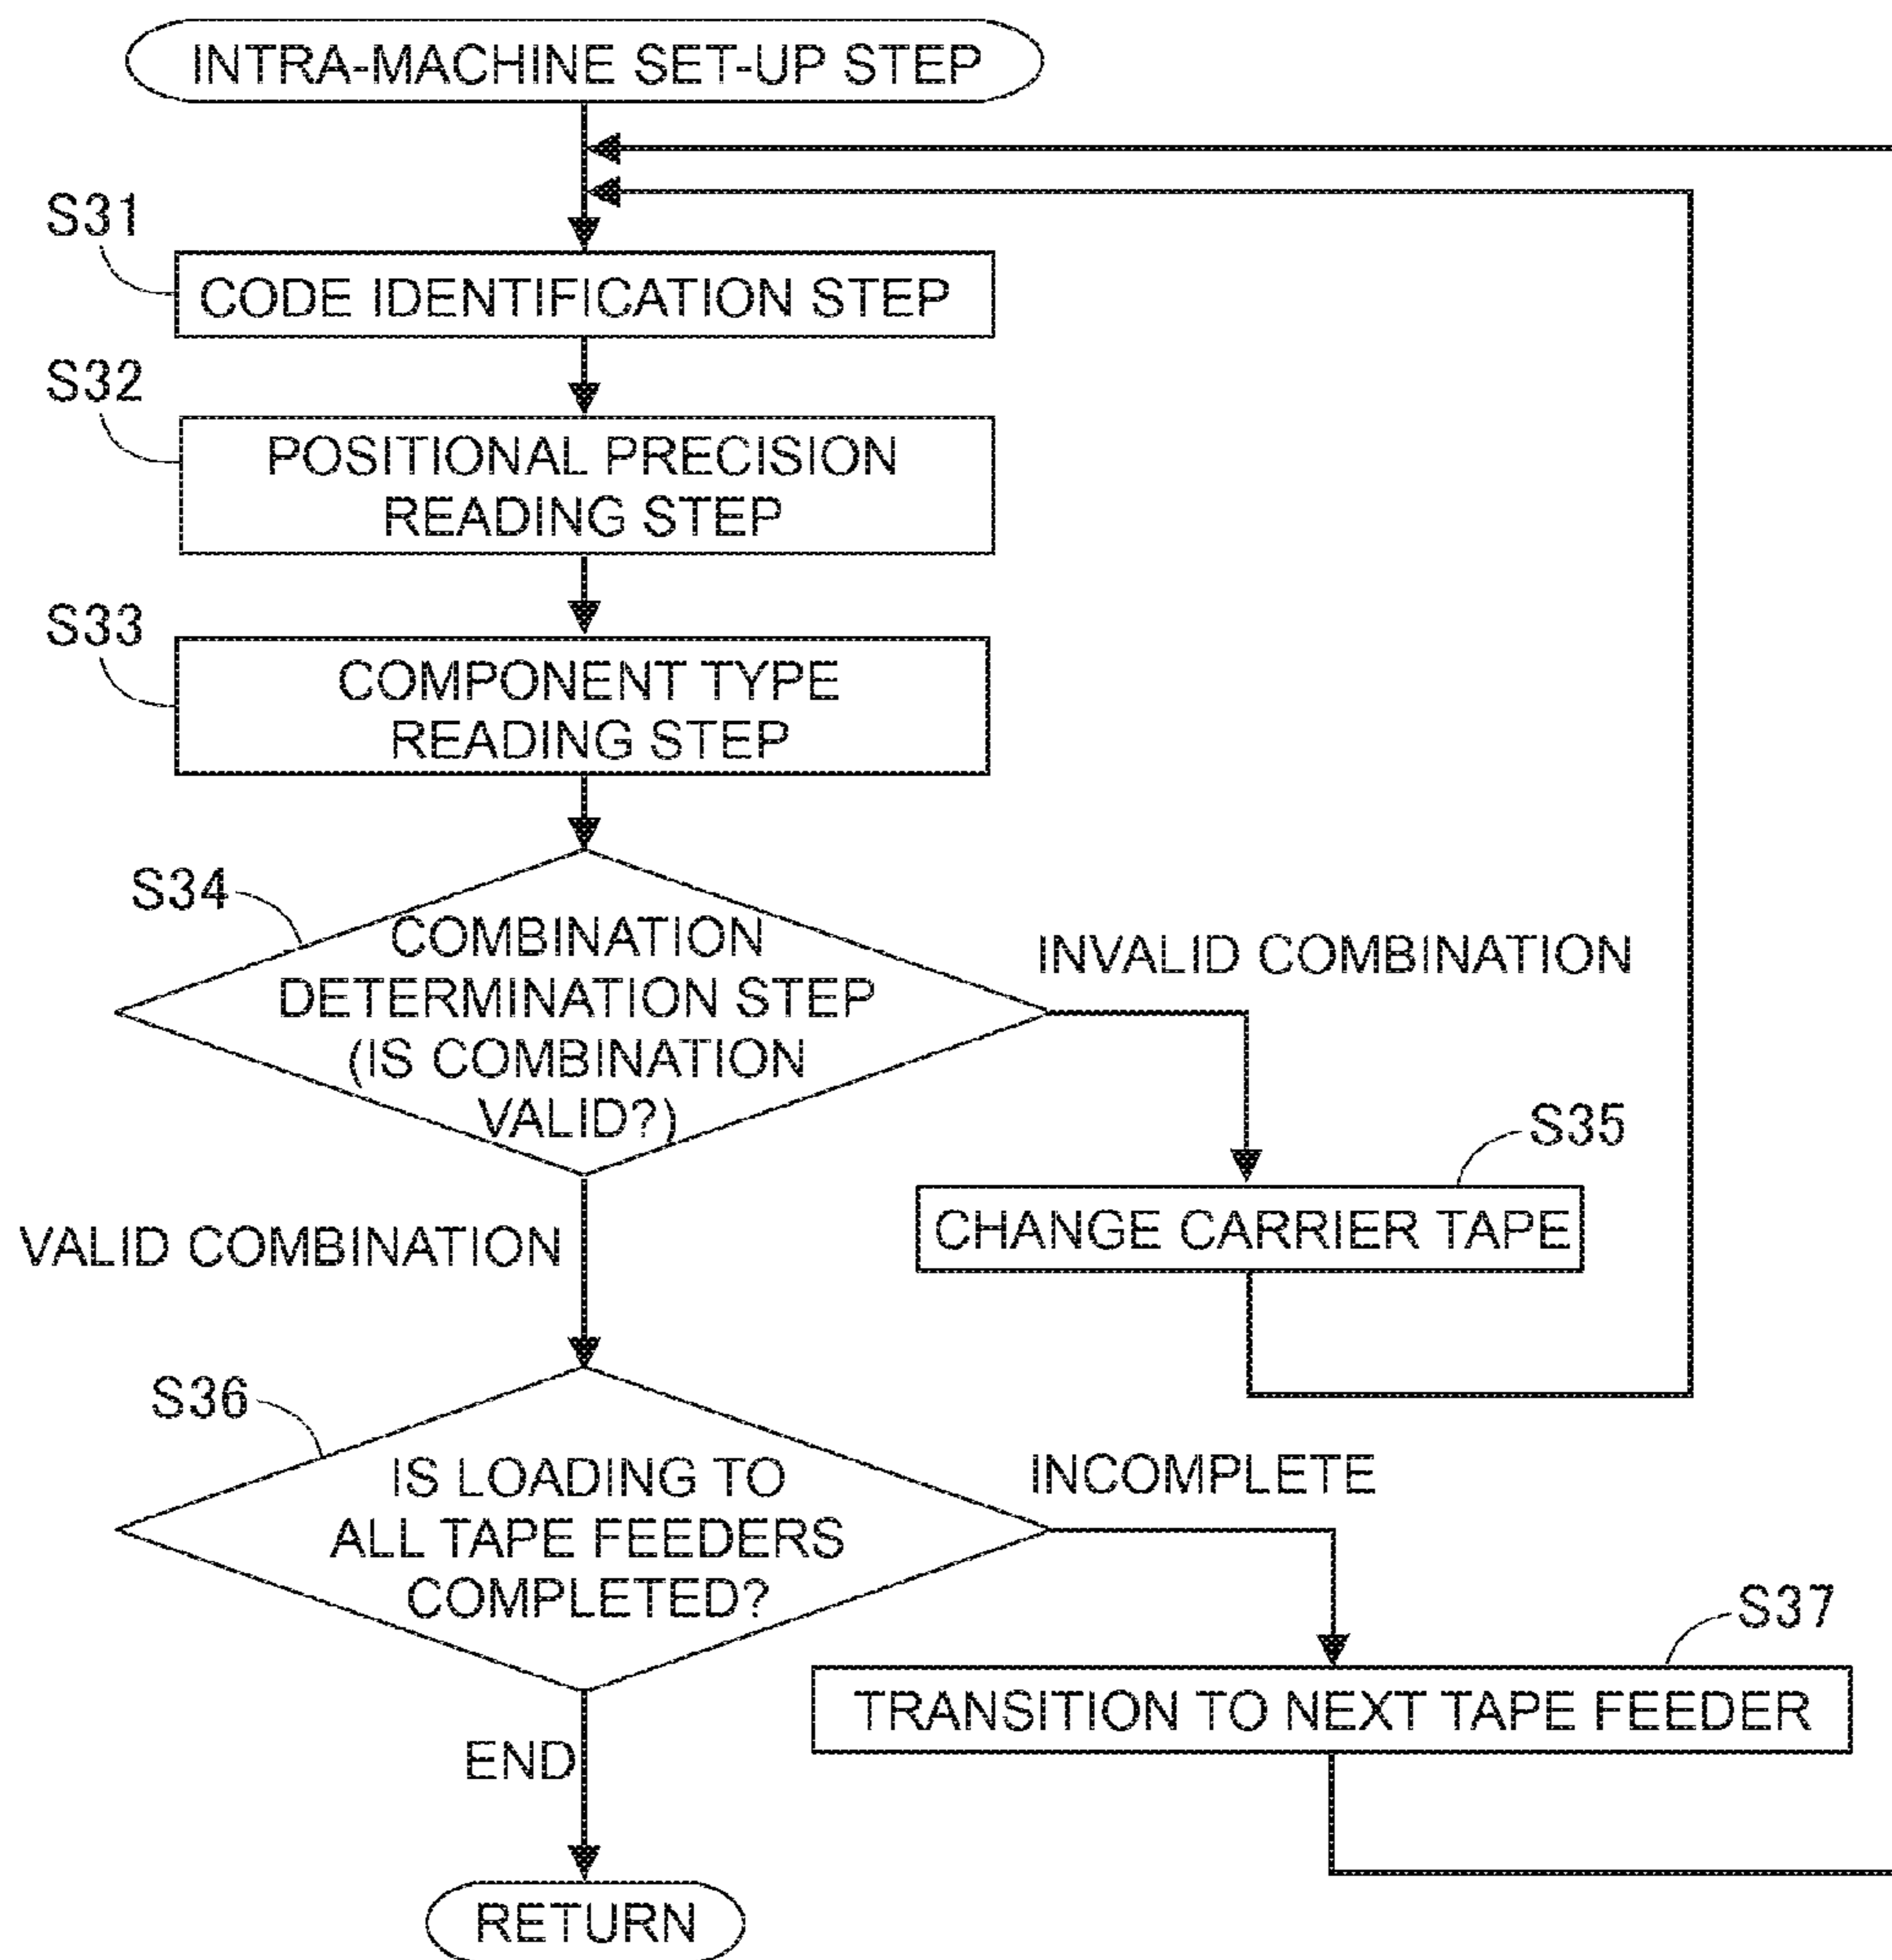 INTRA-MACHINE SET-UP STEP
S31
CODE IDENTIFICATION STEP
S32
POSITIONAL PRECISION
READING STEP
S33
COMPONENT TYPE
READING STEP
S34
COMBINATION
DETERMINATION STEP
(IS COMBINATION
VALID?)
INVALID COMBINATION
S35
CHANGE CARRIER TAPE
VALID COMBINATION
S36
IS LOADING TO
ALL TAPE FEEDERS
COMPLETED?
INCOMPLETE
S37
TRANSITION TO NEXT TAPE FEEDER
END
RETURN